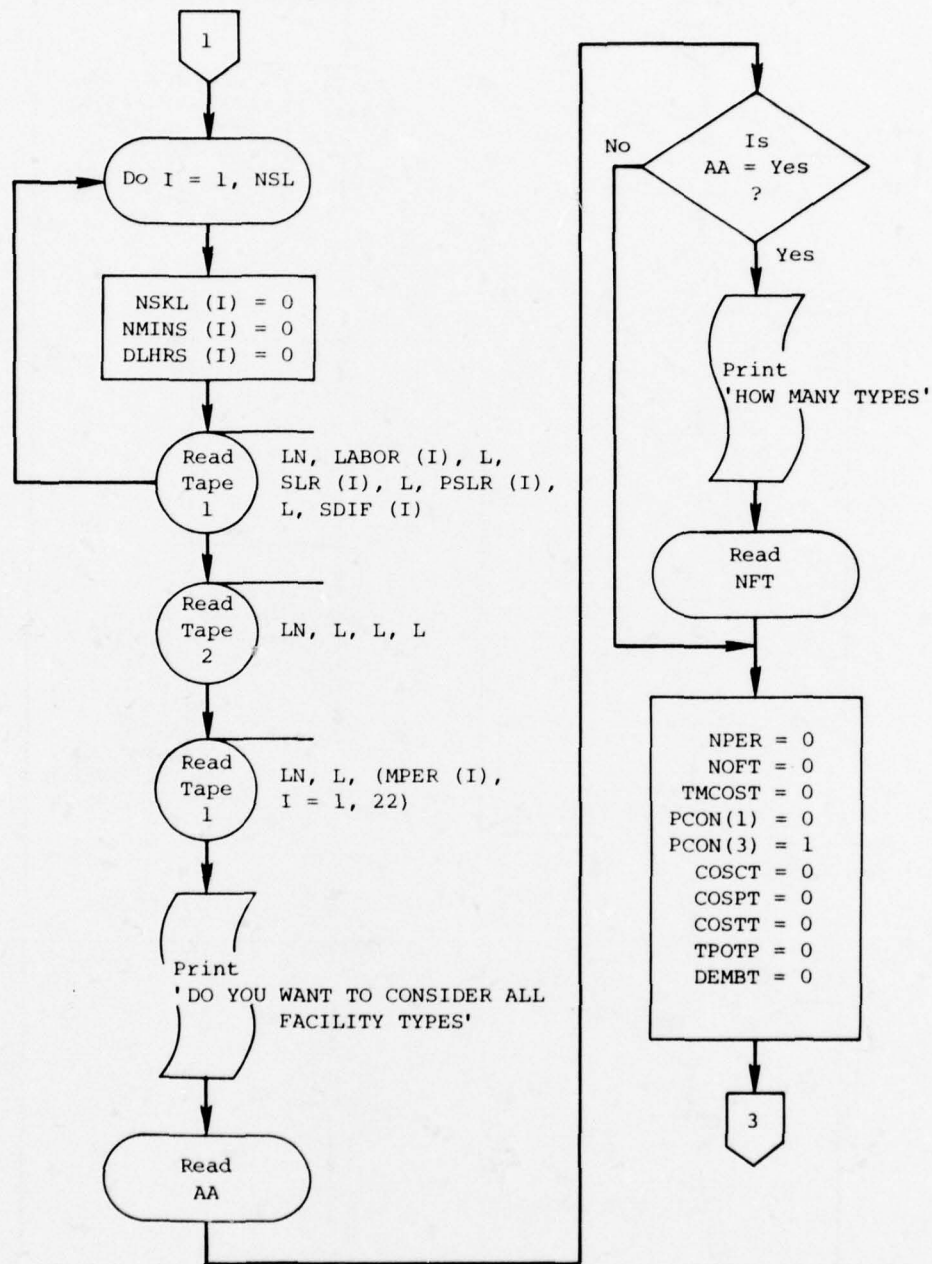 1
Do I = 1, NSL
NSKL (I) = 0
NMINS (I) = 0
DLHRS (I) = 0
Read
Tape
1
LN, LABOR (I), L,
SLR (I), L, PSLR (I),
L, SDIF (I)
Read
Tape
2
LN, L, L, L
Read
Tape
1
LN, L, (MPER (I),
I = 1, 22)
Print
'DO YOU WANT TO CONSIDER ALL
FACILITY TYPES'
Read
AA
Is
AA = Yes
?
No
Yes
Print
'HOW MANY TYPES'
Read
NFT
NPER = 0
NOFT = 0
TMCOST = 0
PCON(1) = 0
PCON(3) = 1
COSCT = 0
COSPT = 0
COSTT = 0
TPOTP = 0
DEMBT = 0
3